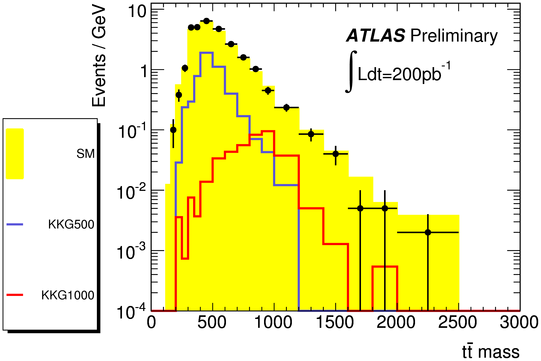 Events / GeV
10
1
10⁻¹
10⁻²
10⁻³
10⁻⁴
ATLAS Preliminary
∫ Ldt=200pb⁻¹
SM
KKG500
KKG1000
0 500 1000 1500 2000 2500 3000
tt̄ mass